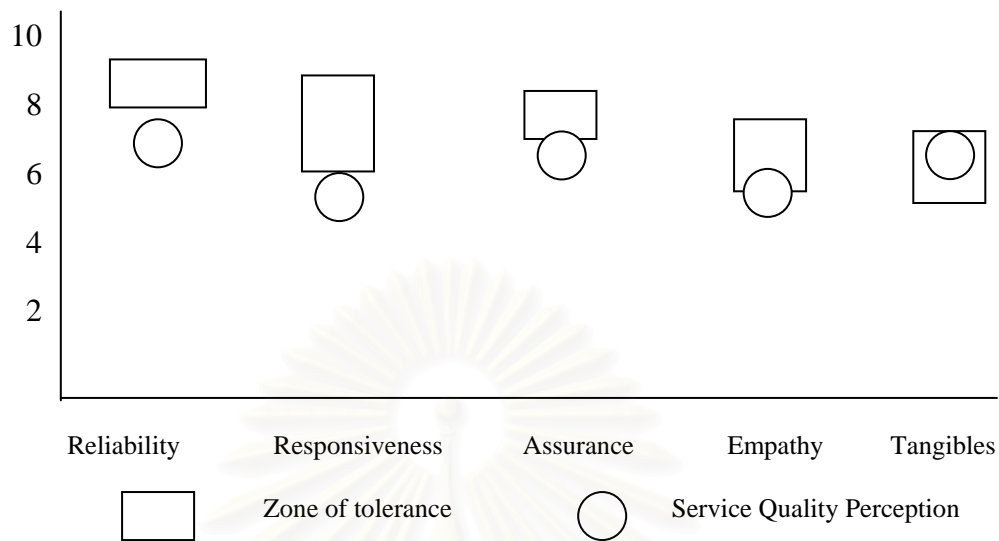 10
8
6
4
2
Reliability Responsiveness Assurance Empathy Tangibles
Zone of tolerance Service Quality Perception